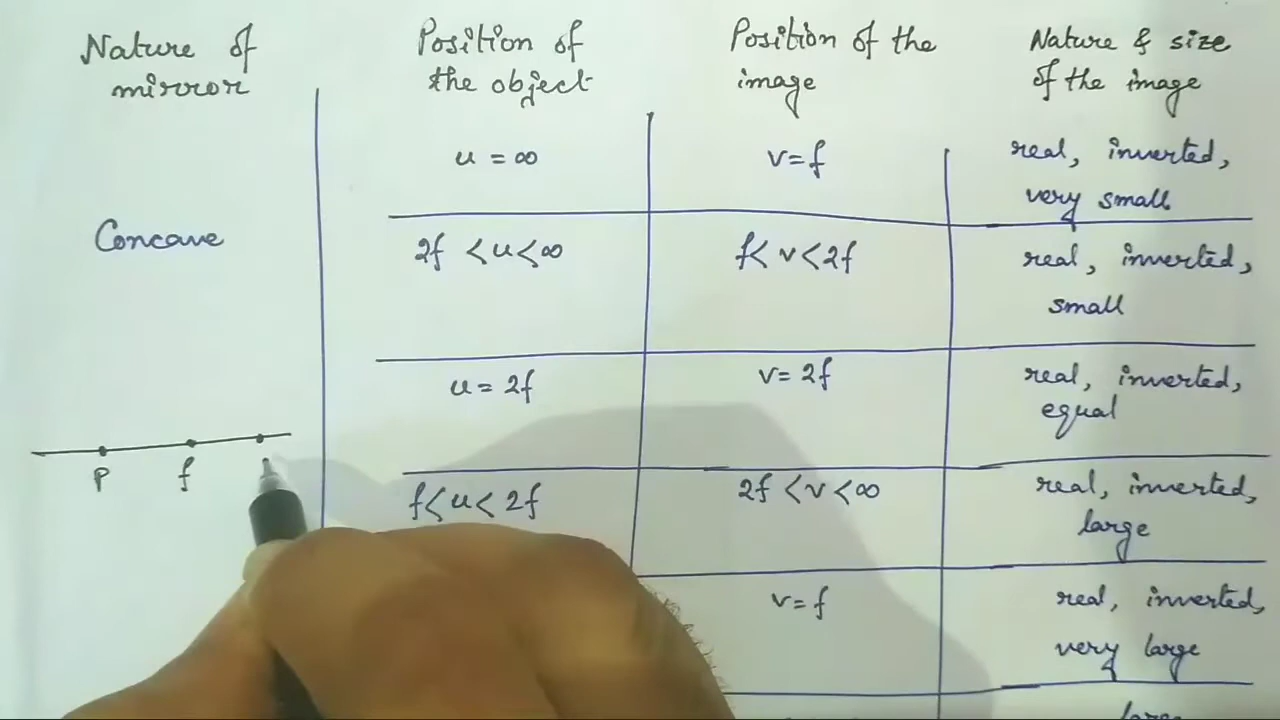 Nature of
mirror
Position of
the object
Position of the
image
Nature & size
of the image
Concave
u = ∞
v = f
real, inverted,
very small
2f < u < ∞
f < v < 2f
real, inverted,
small
u = 2f
v = 2f
real, inverted,
equal
f < u < 2f
2f < v < ∞
real, inverted,
large
v = f
real, inverted,
very large
large
P f